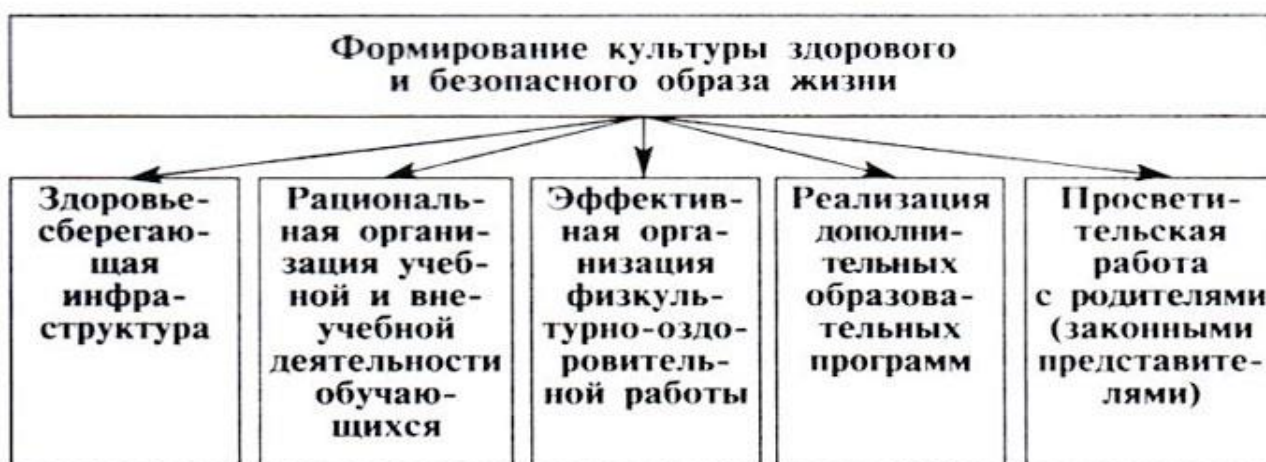 Формирование культуры здорового
и безопасного образа жизни
Здоровье-
сберегаю-
щая
инфра-
структура
Рациональ-
ная органи-
зация учеб-
ной и вне-
учебной
деятельности
обучаю-
щихся
Эффектив-
ная орга-
низация
физкуль-
турно-оздо-
ровитель-
ной работы
Реализация
дополни-
тельных
образова-
тельных
программ
Просвети-
тельская
работа
с родителями
(законными
представите-
лями)